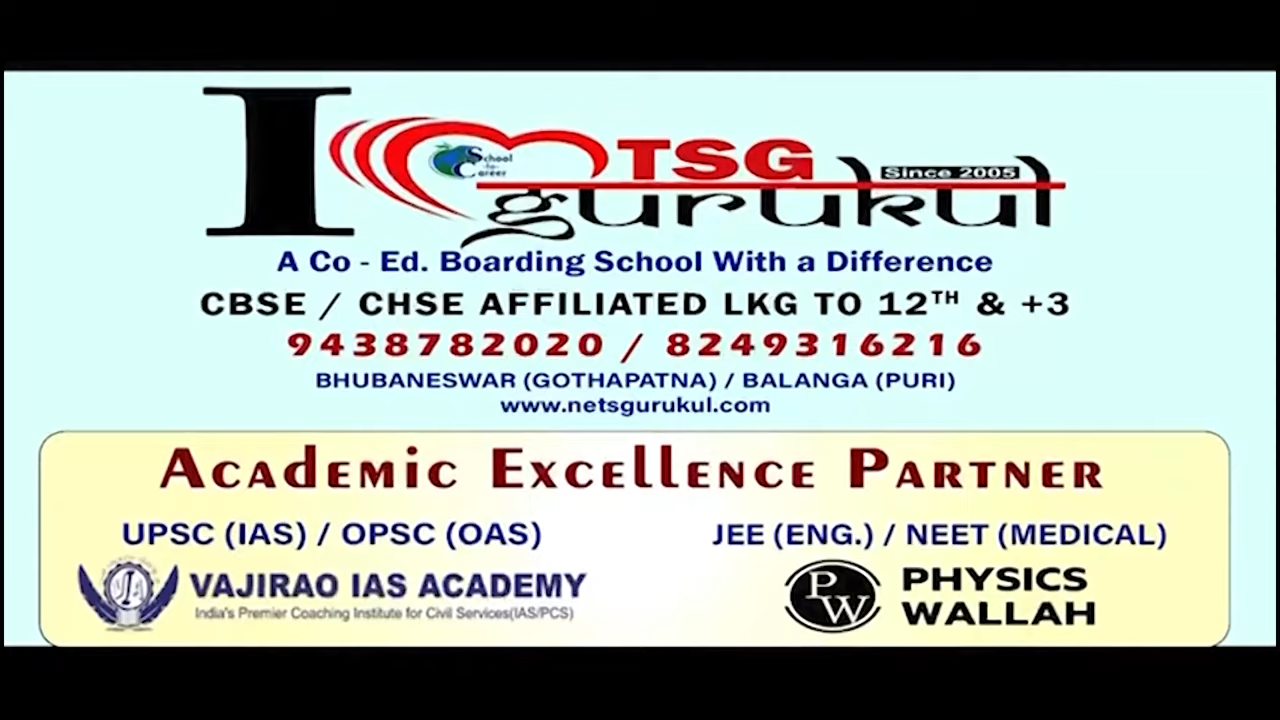 I TSG gurukul
School to Career
Since 2005
A Co - Ed. Boarding School With a Difference
CBSE / CHSE AFFILIATED LKG TO 12TH & +3
9438782020 / 8249316216
BHUBANESWAR (GOTHAPATNA) / BALANGA (PURI)
www.netsgurukul.com
ACADEMIC EXCELLENCE PARTNER
UPSC (IAS) / OPSC (OAS)
VAJIRAO IAS ACADEMY
India's Premier Coaching Institute for Civil Services(IAS/PCS)
JEE (ENG.) / NEET (MEDICAL)
PW
PHYSICS
WALLAH